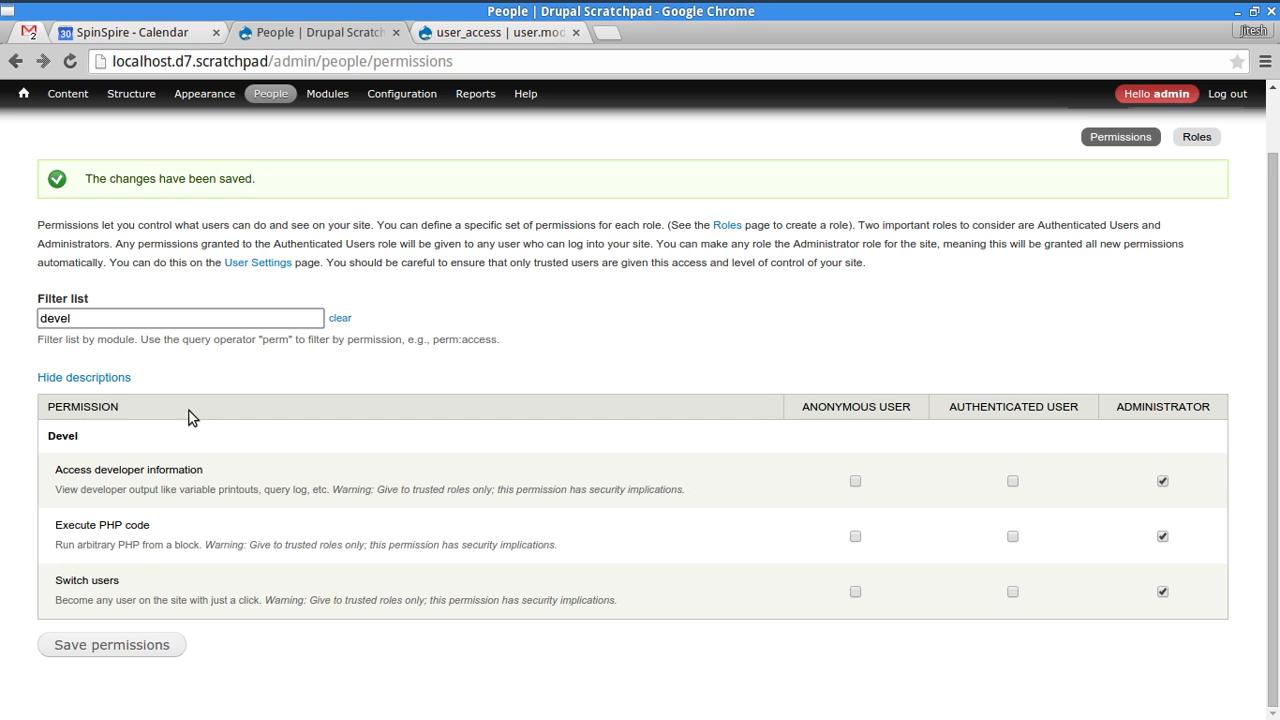 People | Drupal Scratchpad - Google Chrome
2
30 SpinSpire - Calendar
People | Drupal Scratch
user_access | user.mod
jitesh
localhost.d7.scratchpad/admin/people/permissions
Content Structure Appearance People Modules Configuration Reports Help Hello admin Log out
Permissions Roles
The changes have been saved.
Permissions let you control what users can do and see on your site. You can define a specific set of permissions for each role. (See the Roles page to create a role). Two important roles to consider are Authenticated Users and
Administrators. Any permissions granted to the Authenticated Users role will be given to any user who can log into your site. You can make any role the Administrator role for the site, meaning this will be granted all new permissions
automatically. You can do this on the User Settings page. You should be careful to ensure that only trusted users are given this access and level of control of your site.
Filter list
devel clear
Filter list by module. Use the query operator "perm" to filter by permission, e.g., perm:access.
Hide descriptions
PERMISSION ANONYMOUS USER AUTHENTICATED USER ADMINISTRATOR
Devel
Access developer information
View developer output like variable printouts, query log, etc. Warning: Give to trusted roles only; this permission has security implications.
Execute PHP code
Run arbitrary PHP from a block. Warning: Give to trusted roles only; this permission has security implications.
Switch users
Become any user on the site with just a click. Warning: Give to trusted roles only; this permission has security implications.
Save permissions